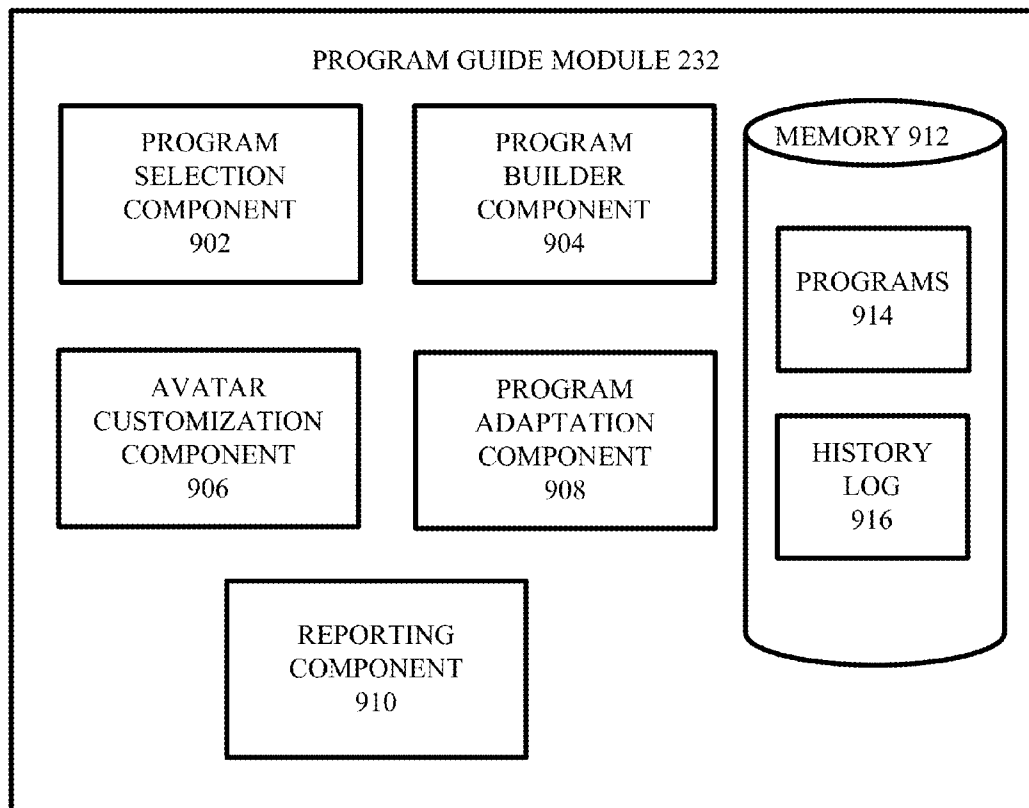 PROGRAM GUIDE MODULE 232
PROGRAM
SELECTION
COMPONENT
902
PROGRAM
BUILDER
COMPONENT
904
MEMORY 912
PROGRAMS
914
AVATAR
CUSTOMIZATION
COMPONENT
906
PROGRAM
ADAPTATION
COMPONENT
908
HISTORY
LOG
916
REPORTING
COMPONENT
910